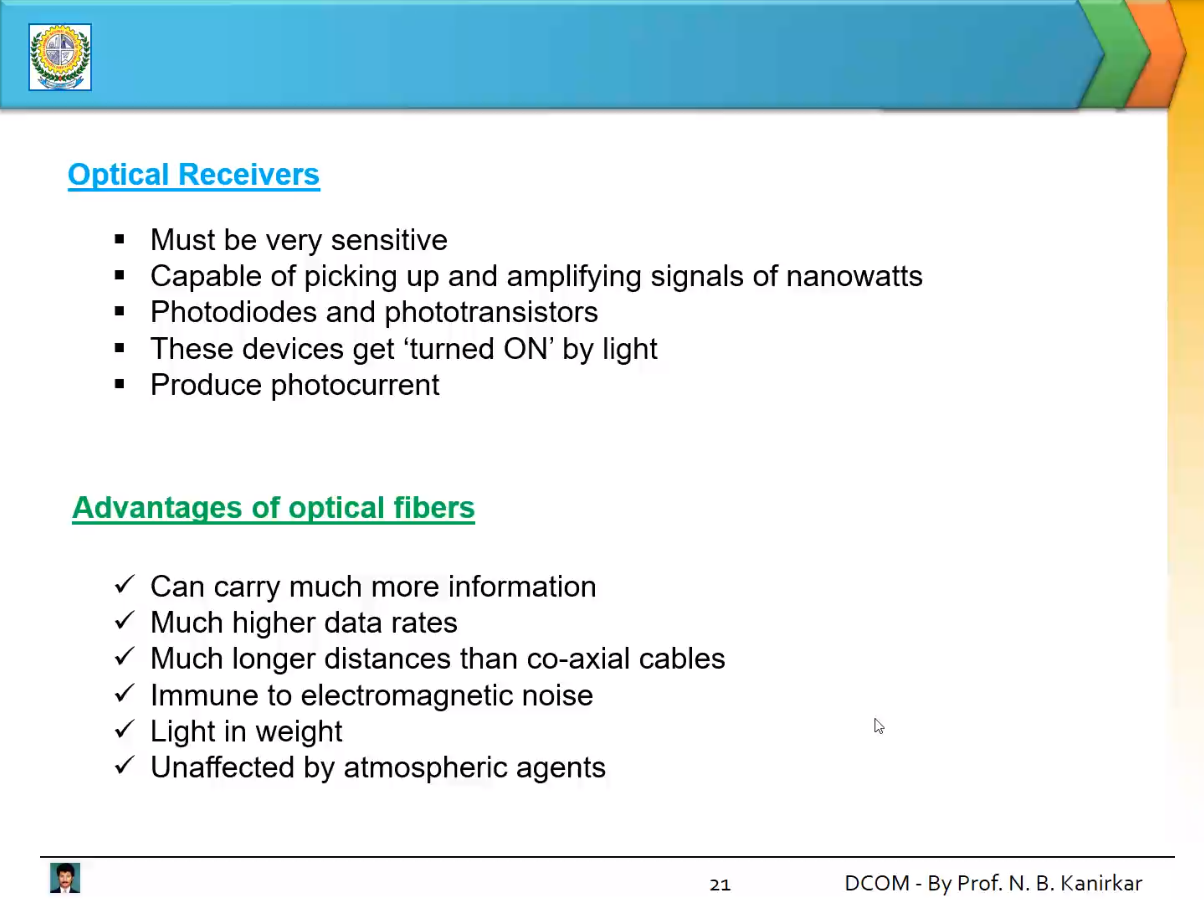 Optical Receivers
▪ Must be very sensitive
▪ Capable of picking up and amplifying signals of nanowatts
▪ Photodiodes and phototransistors
▪ These devices get ‘turned ON’ by light
▪ Produce photocurrent
Advantages of optical fibers
✓ Can carry much more information
✓ Much higher data rates
✓ Much longer distances than co-axial cables
✓ Immune to electromagnetic noise
✓ Light in weight
✓ Unaffected by atmospheric agents
21
DCOM - By Prof. N. B. Kanirkar